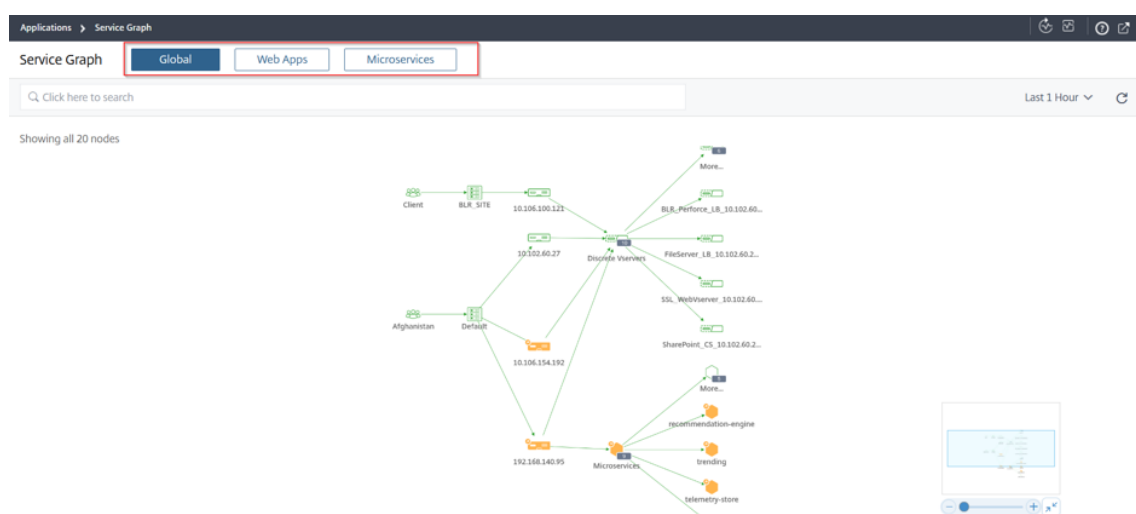 Applications > Service Graph
Service Graph Global Web Apps Microservices
Click here to search Last 1 Hour
Showing all 20 nodes
More...
Client BLR_SITE 10.106.100.121 BLR_Perforce_LB_10.102.60...
10.102.60.27 Discrete Vservers 10 FileServer_LB_10.102.60.2...
SSL_WebVserver_10.102.60...
Afghanistan Default SharePoint_CS_10.102.60.2...
10.106.154.192
More...
recommendation-engine
192.168.140.95 Microservices trending
telemetry-store